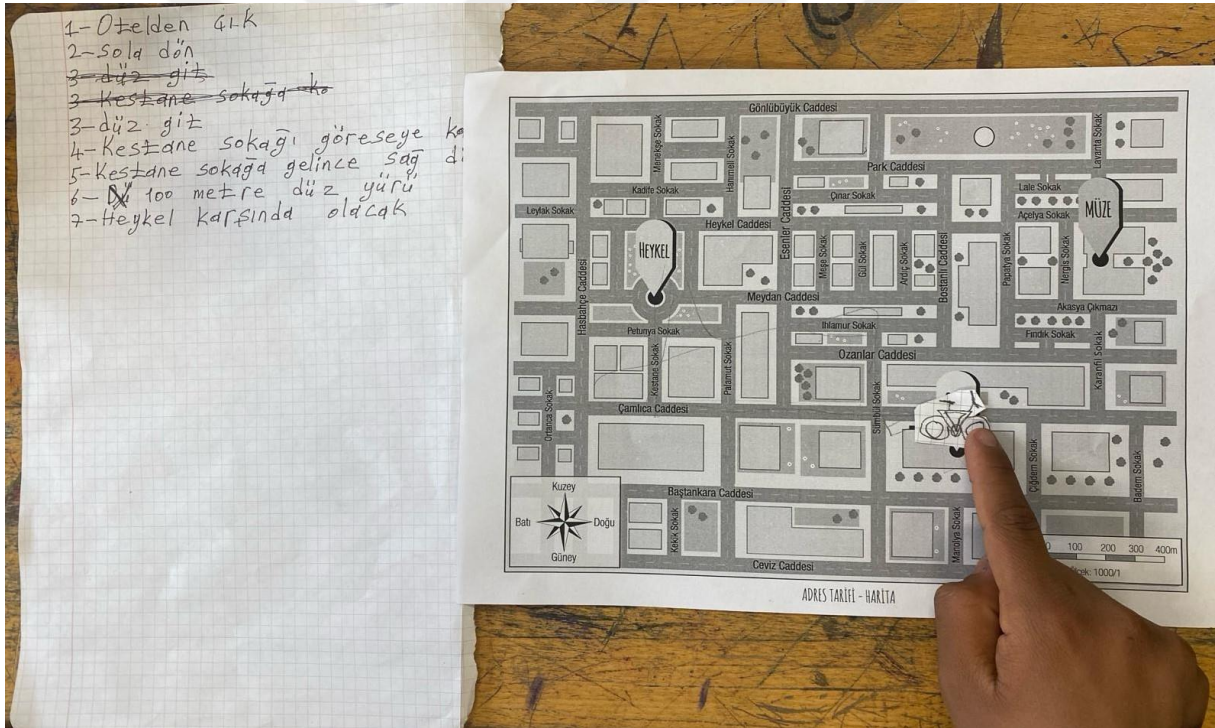 1- Otelden çık
2- Sola dön
3- düz git
3- Kestane sokağa ko
3- düz git
4- Kestane sokağı göreseye ka
5- Kestane sokağa gelince sağ dö
6- 100 metre düz yürü
7- Heykel karşında olacak
Gönlübüyük Caddesi
Menekşe Sokak
Hanımeli Sokak
Lavanta Sokak
Park Caddesi
Kadife Sokak
Çınar Sokak
Lale Sokak
Leylak Sokak
Açelya Sokak
MÜZE
Heykel Caddesi
Esenler Caddesi
HEYKEL
Meşe Sokak
Gül Sokak
Ardıç Sokak
Bostanlı Caddesi
Papatya Sokak
Nergis Sokak
Hasbahçe Caddesi
Meydan Caddesi
Akasya Çıkmazı
Petunya Sokak
Ihlamur Sokak
Fındık Sokak
Ozanlar Caddesi
Kestane Sokak
Palamut Sokak
Karanfil Sokak
Sümbül Sokak
Çamlıca Caddesi
Ortanca Sokak
Çiğdem Sokak
Badem Sokak
Kuzey
Batı
Doğu
Güney
Baştankara Caddesi
Kekik Sokak
Manolya Sokak
0 100 200 300 400m
Ceviz Caddesi
1000/1
ADRES TARİFİ - HARİTA